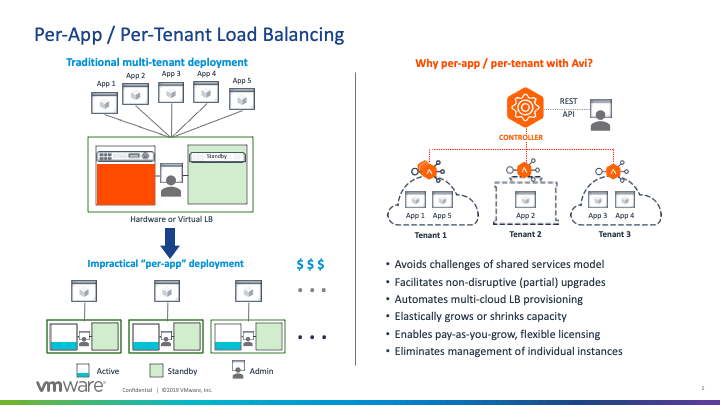 Per-App / Per-Tenant Load Balancing
Traditional multi-tenant deployment
App 1
App 2
App 3
App 4
App 5
Standby
Hardware or Virtual LB
Impractical “per-app” deployment
$ $ $
Active
Standby
Admin
Why per-app / per-tenant with Avi?
REST
API
CONTROLLER
App 1
App 5
App 2
App 3
App 4
Tenant 1
Tenant 2
Tenant 3
• Avoids challenges of shared services model
• Facilitates non-disruptive (partial) upgrades
• Automates multi-cloud LB provisioning
• Elastically grows or shrinks capacity
• Enables pay-as-you-grow, flexible licensing
• Eliminates management of individual instances
vmware®
Confidential | ©2019 VMware, Inc.
1